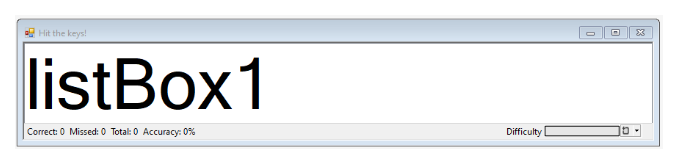 Hit the keys!
listBox1
Correct: 0 Missed: 0 Total: 0 Accuracy: 0% Difficulty